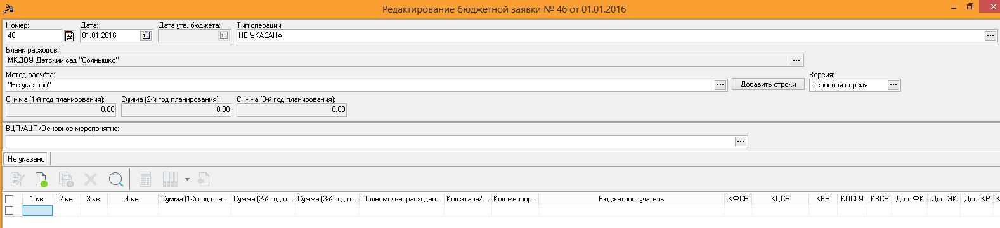 Редактирование бюджетной заявки № 46 от 01.01.2016
Номер: Дата: Дата утв. бюджета: Тип операции:
46 01.01.2016 15 15 НЕ УКАЗАНА ...
Бланк расходов:
МКДОУ Детский сад "Солнышко" ...
Метод расчёта: Версия:
"Не указано" ... Добавить строки Основная версия ...
Сумма (1-й год планирования): Сумма (2-й год планирования): Сумма (3-й год планирования):
0.00 0.00 0.00
ВЦП/АЦП/Основное мероприятие:
...
Не указано
1 кв. 2 кв. 3 кв. 4 кв. Сумма (1-й год пла... Сумма (2-й год п... Сумма (3-й год п... Полномочие, расходно... Код этапа/ ... Код меропр... Бюджетополучатель КФСР КЦСР КВР КОСГУ КВСР Доп. ФК Доп. ЭК Доп. КР К